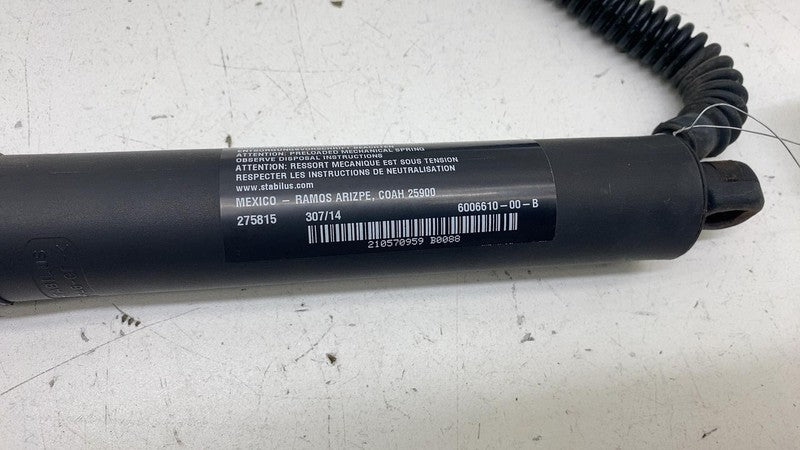 ATTENTION: PRELOADED MECHANICAL SPRING
OBSERVE DISPOSAL INSTRUCTIONS
ATTENTION: RESSORT MECANIQUE EST SOUS TENSION
RESPECTER LES INSTRUCTIONS DE NEUTRALISATION
www.stabilus.com
MEXICO – RAMOS ARIZPE, COAH 25900
275815 307/14 6006610-00-B
210570959 B0088